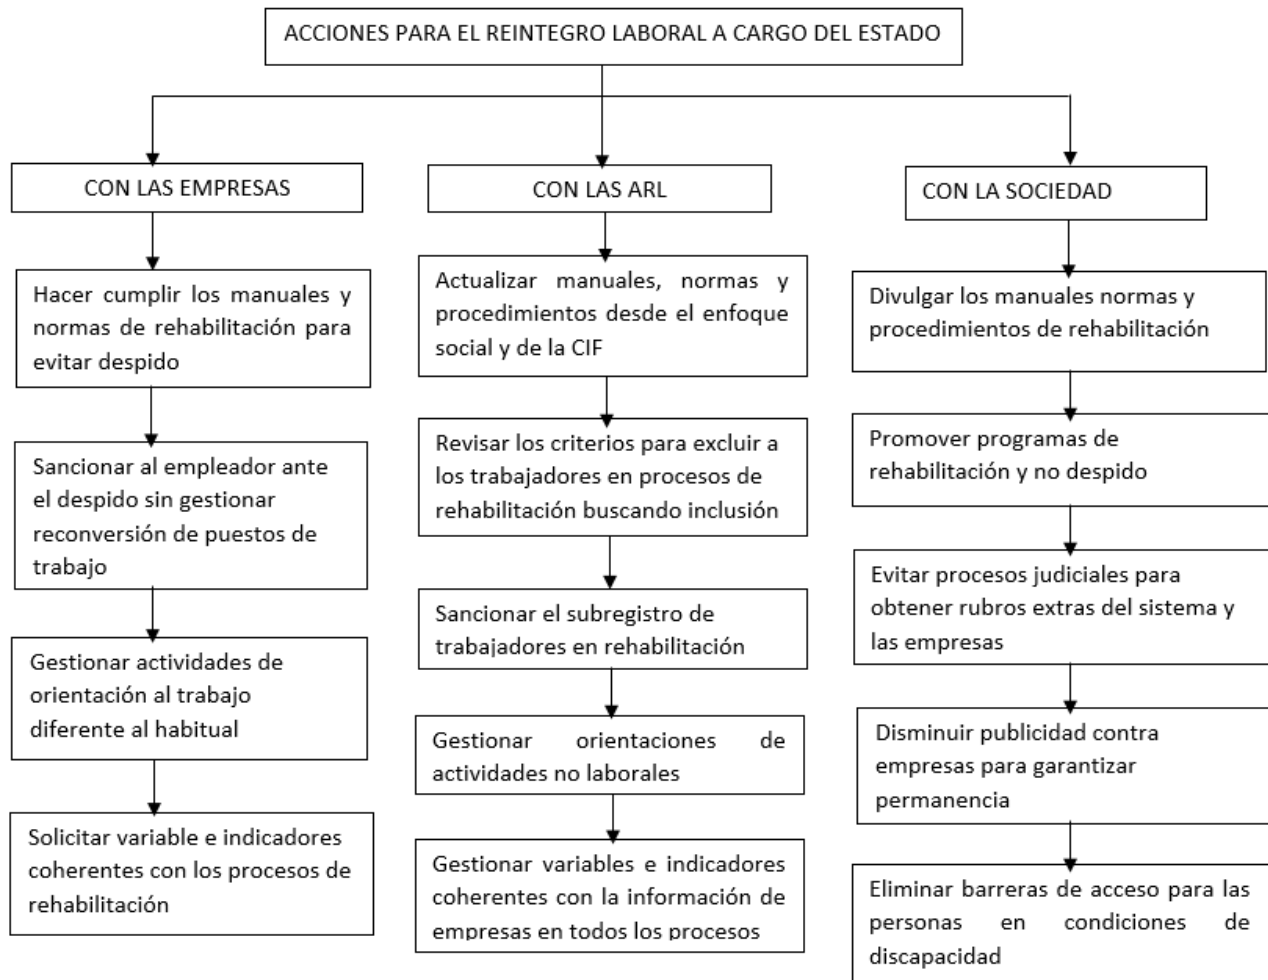 ACCIONES PARA EL REINTEGRO LABORAL A CARGO DEL ESTADO
CON LAS EMPRESAS
Hacer cumplir los manuales y
normas de rehabilitación para
evitar despido
Sancionar al empleador ante
el despido sin gestionar
reconversión de puestos de
trabajo
Gestionar actividades de
orientación al trabajo
diferente al habitual
Solicitar variable e indicadores
coherentes con los procesos de
rehabilitación
CON LAS ARL
Actualizar manuales, normas y
procedimientos desde el enfoque
social y de la CIF
Revisar los criterios para excluir a
los trabajadores en procesos de
rehabilitación buscando inclusión
Sancionar el subregistro de
trabajadores en rehabilitación
Gestionar orientaciones de
actividades no laborales
Gestionar variables e indicadores
coherentes con la información de
empresas en todos los procesos
CON LA SOCIEDAD
Divulgar los manuales normas y
procedimientos de rehabilitación
Promover programas de
rehabilitación y no despido
Evitar procesos judiciales para
obtener rubros extras del sistema y
las empresas
Disminuir publicidad contra
empresas para garantizar
permanencia
Eliminar barreras de acceso para las
personas en condiciones de
discapacidad